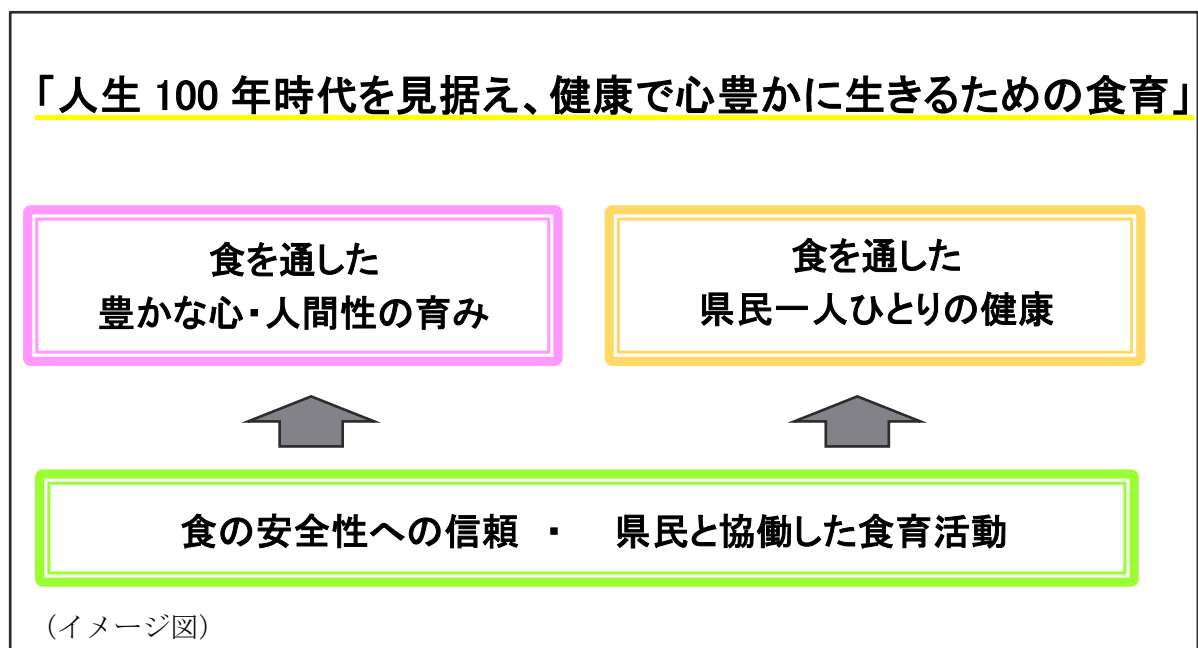 「人生 100 年時代を見据え、健康で心豊かに生きるための食育」
食を通した
豊かな心・人間性の育み
食を通した
県民一人ひとりの健康
食の安全性への信頼 ・ 県民と協働した食育活動
（イメージ図）